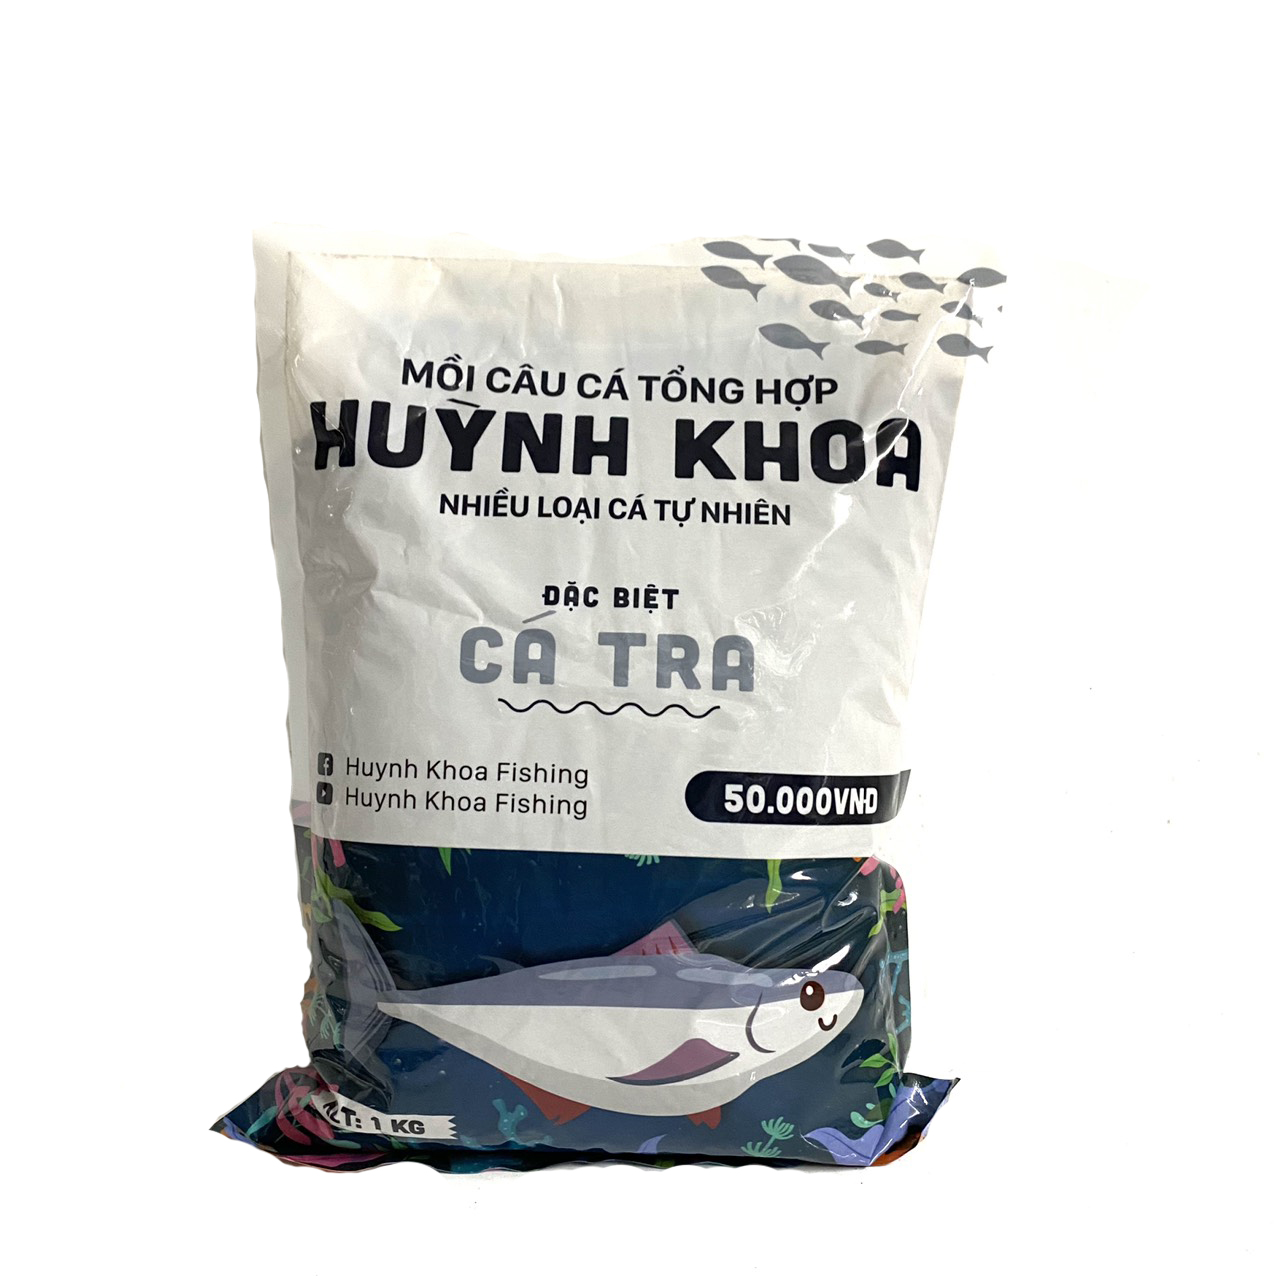 MỒI CÂU CÁ TỔNG HỢP
HUỲNH KHOA
NHIỀU LOẠI CÁ TỰ NHIÊN
ĐẶC BIỆT
CÁ TRA
Huynh Khoa Fishing
Huynh Khoa Fishing
50.000VNĐ
1 KG